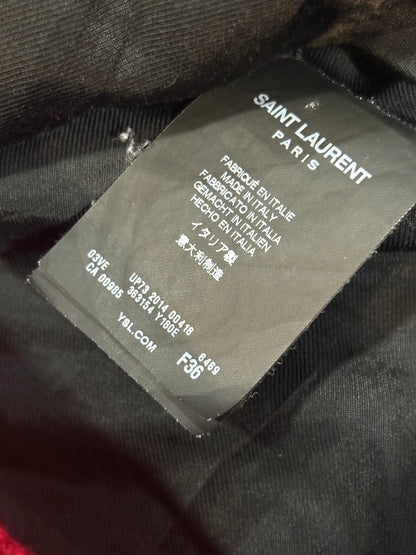 SAINT LAURENT
PARIS
FABRIQUÉ EN ITALIE
MADE IN ITALY
FABBRICATO IN ITALIA
GEMACHT IN ITALIEN
HECHO EN ITALIA
イタリア製
意大利制造
03VE UP73 2014 00418 6469
CA 00985 363154 Y180E F36
YSL.COM